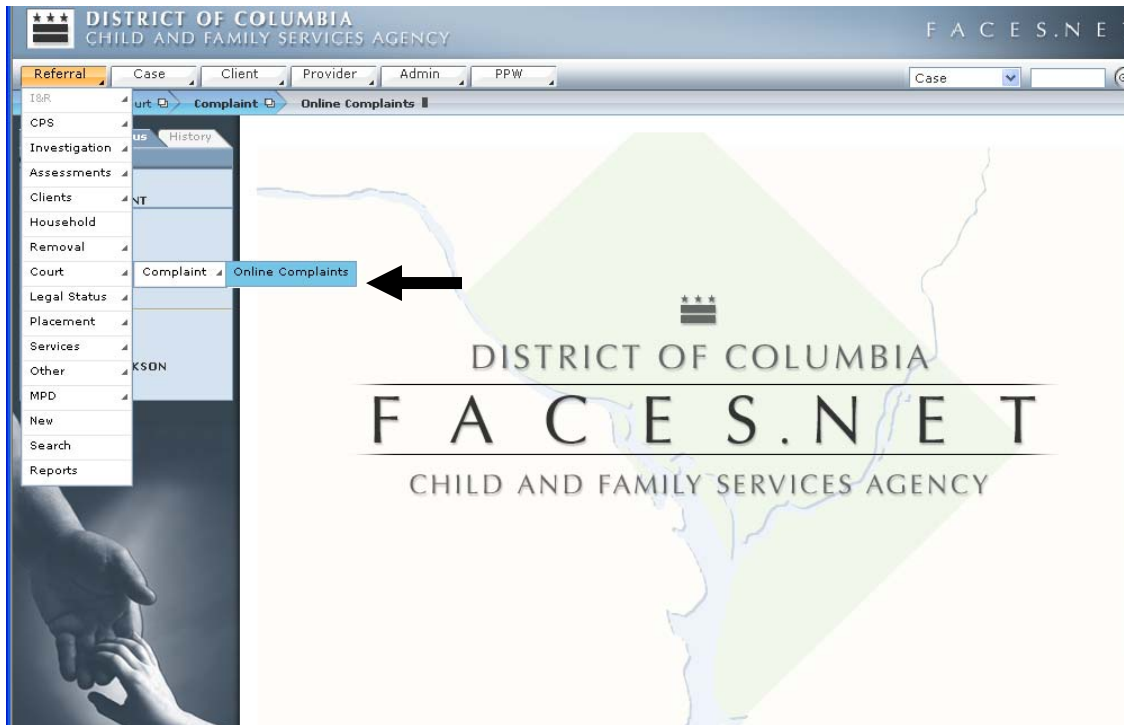 DISTRICT OF COLUMBIA
CHILD AND FAMILY SERVICES AGENCY
FACES.NE
Referral Case Client Provider Admin PPW
Case
urt Complaint Online Complaints
us History
I&R
CPS
Investigation
Assessments
Clients
NT
Household
Removal
Court Complaint Online Complaints
Legal Status
Placement
Services
Other
KSON
MPD
New
Search
Reports
DISTRICT OF COLUMBIA
FACES.NET
CHILD AND FAMILY SERVICES AGENCY